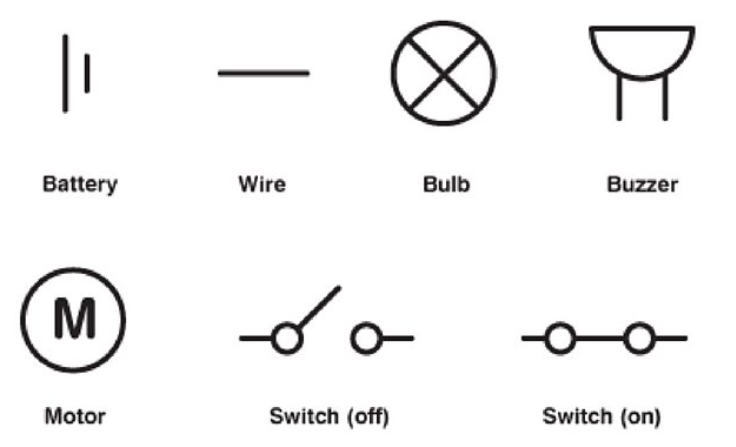 Battery
Wire
Bulb
Buzzer
M
Motor
Switch (off)
Switch (on)